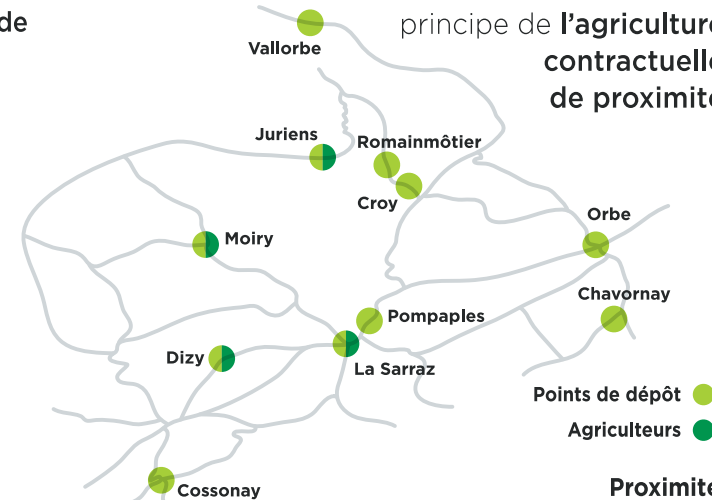 de
principe de l'agriculture
contractuelle
de proximité
Vallorbe
Juriens
Romainmôtier
Croy
Orbe
Moiry
Chavornay
Pompaples
Dizy
La Sarraz
Points de dépôt
Agriculteurs
Cossonay
Proximité